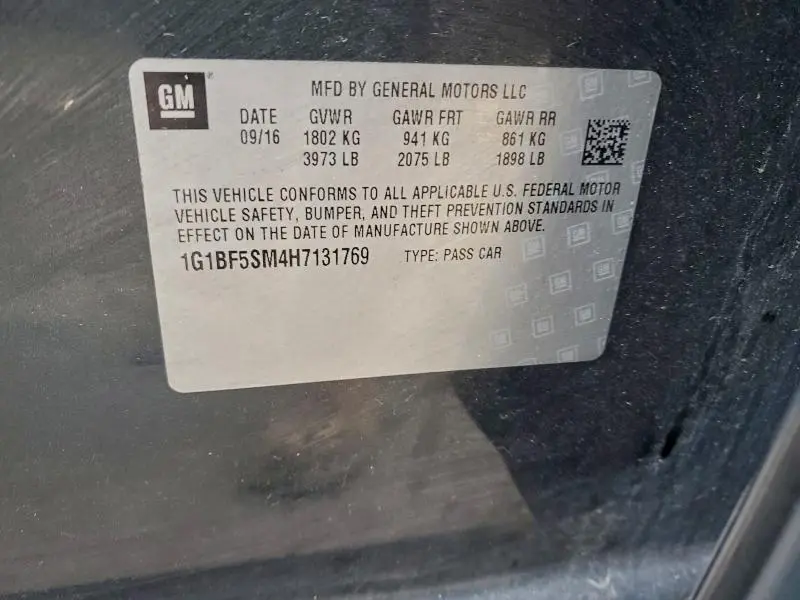 GM
MFD BY GENERAL MOTORS LLC
DATE GVWR GAWR FRT GAWR RR
09/16 1802 KG 941 KG 861 KG
3973 LB 2075 LB 1898 LB
THIS VEHICLE CONFORMS TO ALL APPLICABLE U.S. FEDERAL MOTOR
VEHICLE SAFETY, BUMPER, AND THEFT PREVENTION STANDARDS IN
EFFECT ON THE DATE OF MANUFACTURE SHOWN ABOVE.
1G1BF5SM4H7131769 TYPE: PASS CAR